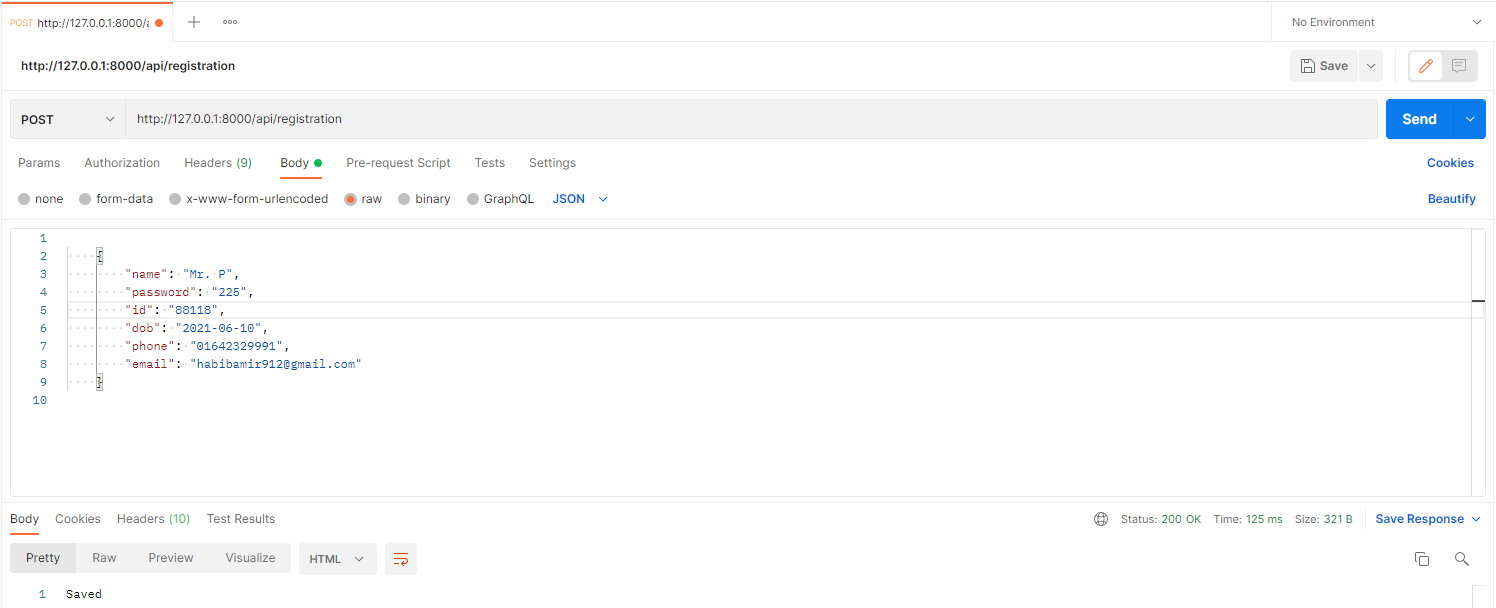 POST http://127.0.0.1:8000/a
No Environment
http://127.0.0.1:8000/api/registration
Save
POST http://127.0.0.1:8000/api/registration
Send
Params Authorization Headers (9) Body Pre-request Script Tests Settings Cookies
none form-data x-www-form-urlencoded raw binary GraphQL JSON Beautify
1
2 {
3 "name": "Mr. P",
4 "password": "225",
5 "id": "88118",
6 "dob": "2021-06-10",
7 "phone": "01642329991",
8 "email": "habibamir912@gmail.com"
9 }
10
Body Cookies Headers (10) Test Results Status: 200 OK Time: 125 ms Size: 321 B Save Response
Pretty Raw Preview Visualize HTML
1 Saved